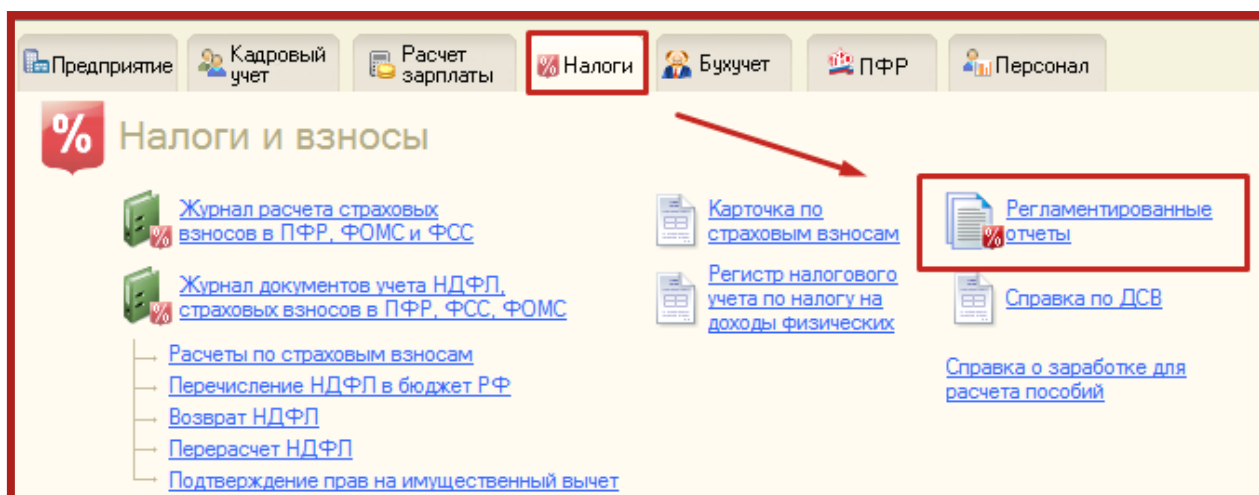 Предприятие
Кадровый
учет
Расчет
зарплаты
% Налоги
Бухучет
ПФР
Персонал
% Налоги и взносы
Журнал расчета страховых
взносов в ПФР, ФОМС и ФСС
Журнал документов учета НДФЛ,
страховых взносов в ПФР, ФСС, ФОМС
Расчеты по страховым взносам
Перечисление НДФЛ в бюджет РФ
Возврат НДФЛ
Перерасчет НДФЛ
Подтверждение прав на имущественный вычет
Карточка по
страховым взносам
Регистр налогового
учета по налогу на
доходы физических
Регламентированные
отчеты
Справка по ДСВ
Справка о заработке для
расчета пособий